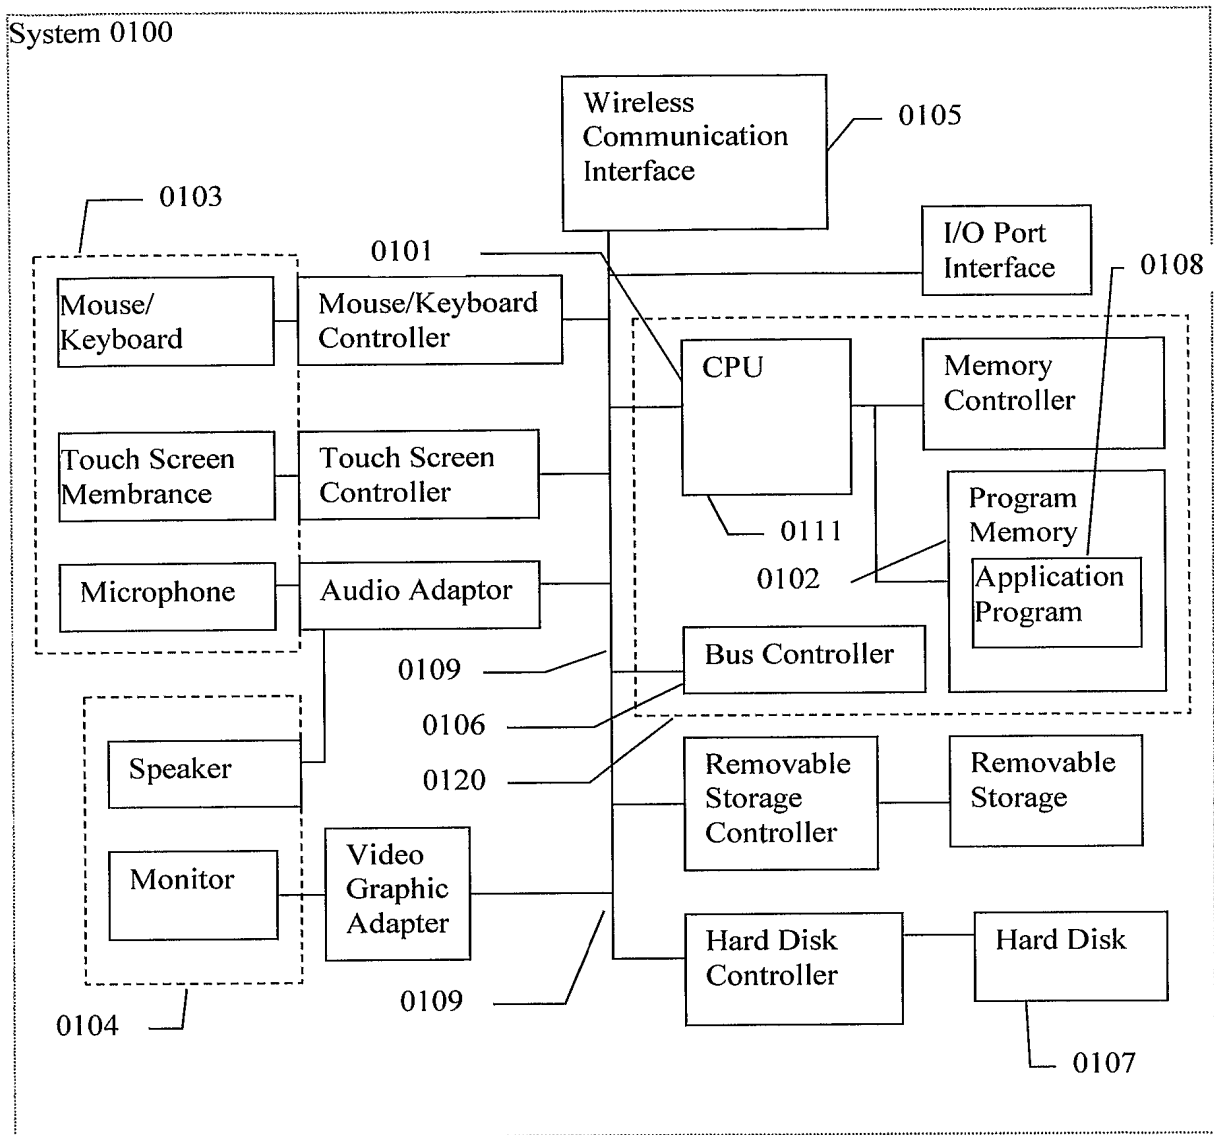 System 0100
Wireless
Communication
Interface
0105
0103
0101
I/O Port
Interface
0108
Mouse/
Keyboard
Mouse/Keyboard
Controller
CPU
Memory
Controller
Touch Screen
Membrance
Touch Screen
Controller
Program
Memory
0111
0102
Application
Program
Microphone
Audio Adaptor
0109
Bus Controller
0106
0120
Speaker
Removable
Storage
Controller
Removable
Storage
Monitor
Video
Graphic
Adapter
Hard Disk
Controller
Hard Disk
0109
0104
0107